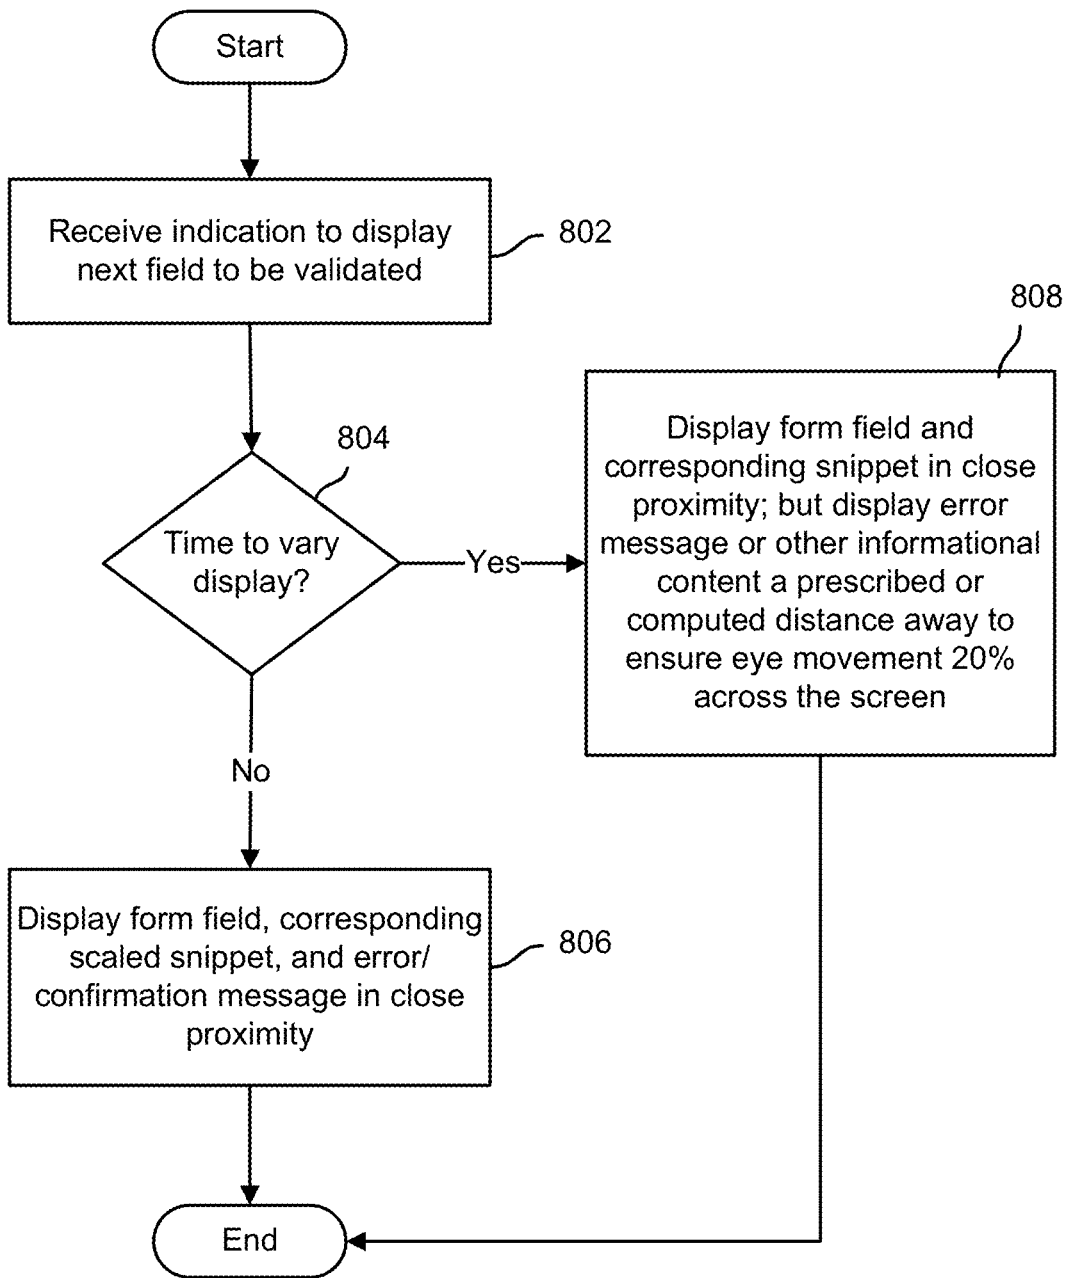 Start
Receive indication to display
next field to be validated
802
804
Time to vary
display?
Yes
808
Display form field and
corresponding snippet in close
proximity; but display error
message or other informational
content a prescribed or
computed distance away to
ensure eye movement 20%
across the screen
No
Display form field, corresponding
scaled snippet, and error/
confirmation message in close
proximity
806
End